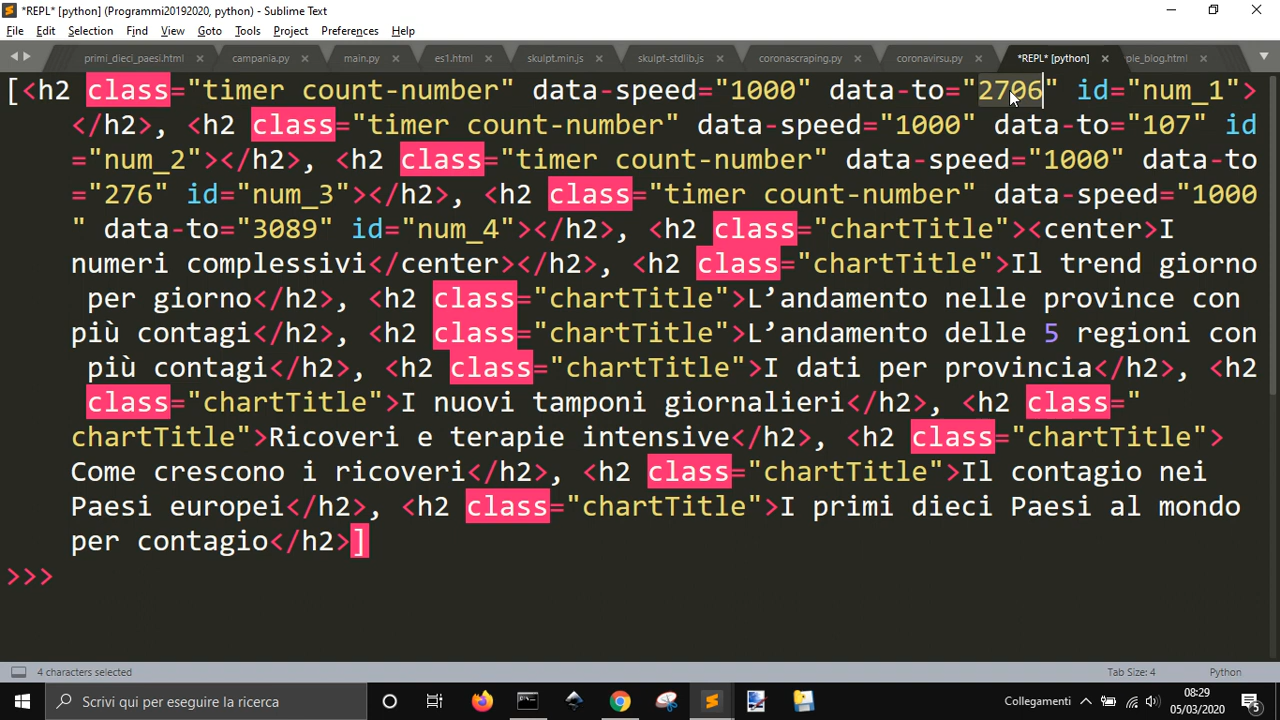 *REPL* [python] (Programmi20192020, python) - Sublime Text
File Edit Selection Find View Goto Tools Project Preferences Help
primi_dieci_paesi.html × campania.py × main.py × es1.html × skulpt.min.js × skulpt-stdlib.js × coronascraping.py × coronavirsu.py × *REPL* [python] × ple_blog.html ×
[<h2 class="timer count-number" data-speed="1000" data-to="2706" id="num_1">
</h2>, <h2 class="timer count-number" data-speed="1000" data-to="107" id
="num_2"></h2>, <h2 class="timer count-number" data-speed="1000" data-to
="276" id="num_3"></h2>, <h2 class="timer count-number" data-speed="1000
" data-to="3089" id="num_4"></h2>, <h2 class="chartTitle"><center>I
numeri complessivi</center></h2>, <h2 class="chartTitle">Il trend giorno
per giorno</h2>, <h2 class="chartTitle">L’andamento nelle province con
più contagi</h2>, <h2 class="chartTitle">L’andamento delle 5 regioni con
più contagi</h2>, <h2 class="chartTitle">I dati per provincia</h2>, <h2
class="chartTitle">I nuovi tamponi giornalieri</h2>, <h2 class="
chartTitle">Ricoveri e terapie intensive</h2>, <h2 class="chartTitle">
Come crescono i ricoveri</h2>, <h2 class="chartTitle">Il contagio nei
Paesi europei</h2>, <h2 class="chartTitle">I primi dieci Paesi al mondo
per contagio</h2>]
>>>
4 characters selected Tab Size: 4 Python
Scrivi qui per eseguire la ricerca Collegamenti 08:29
05/03/2020 5